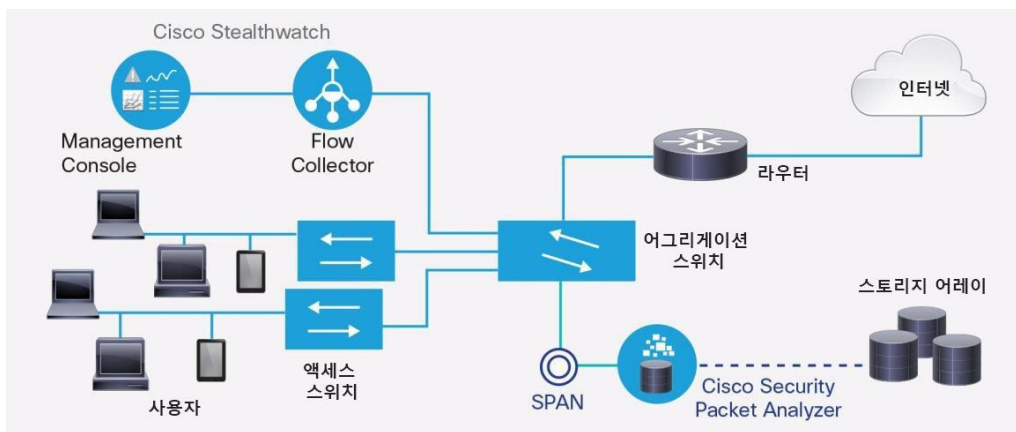 Cisco Stealthwatch
Management
Console
Flow
Collector
인터넷
라우터
어그리게이션
스위치
스토리지 어레이
액세스
스위치
사용자
SPAN
Cisco Security
Packet Analyzer